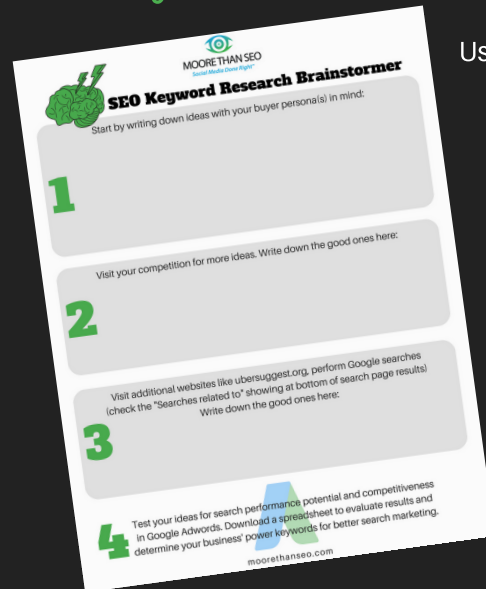 Us
MOORE THAN SEO
Social Media Done Right™
SEO Keyword Research Brainstormer
Start by writing down ideas with your buyer persona(s) in mind:
1
Visit your competition for more ideas. Write down the good ones here:
2
Visit additional websites like ubersuggest.org, perform Google searches
(check the "Searches related to" showing at bottom of search page results)
Write down the good ones here:
3
4
Test your ideas for search performance potential and competitiveness
in Google Adwords. Download a spreadsheet to evaluate results and
determine your business' power keywords for better search marketing.
moorethanseo.com